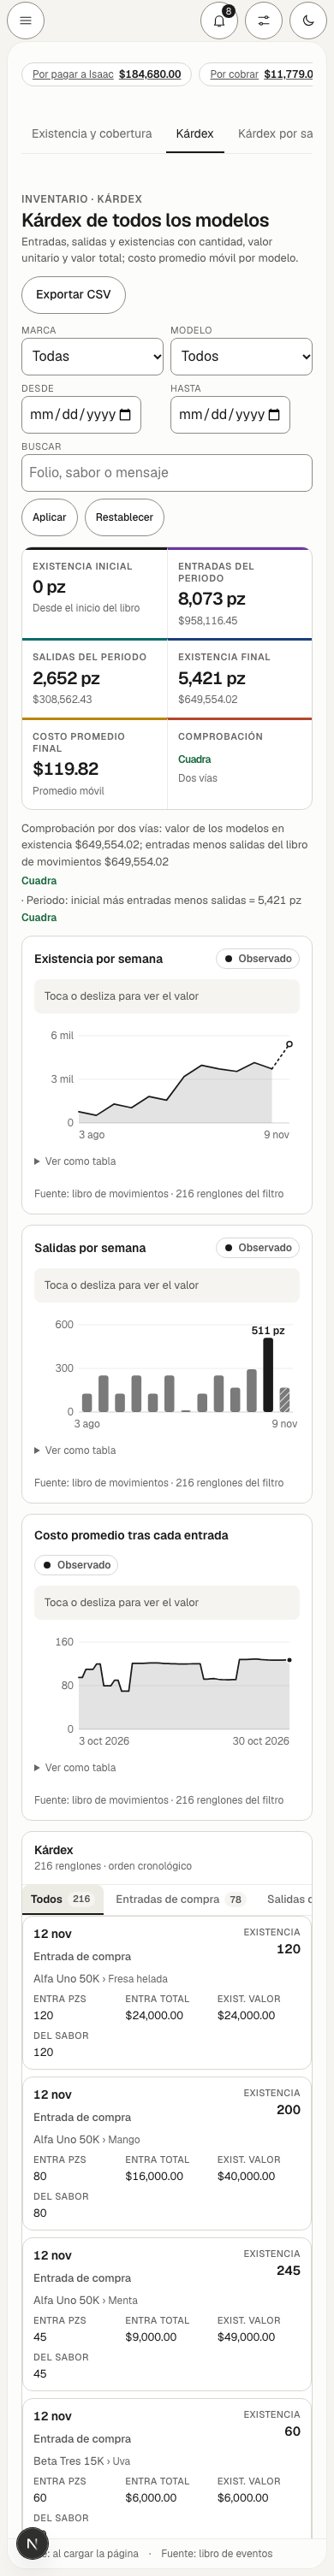 8
Por pagar a Isaac $184,680.00
Por cobrar $11,779.0
Existencia y cobertura
Kárdex
Kárdex por sa
INVENTARIO · KÁRDEX
Kárdex de todos los modelos
Entradas, salidas y existencias con cantidad, valor
unitario y valor total; costo promedio móvil por modelo.
Exportar CSV
MARCA
MODELO
Todas
Todos
DESDE
HASTA
mm/dd/yyyy
mm/dd/yyyy
BUSCAR
Folio, sabor o mensaje
Aplicar
Restablecer
EXISTENCIA INICIAL
0 pz
Desde el inicio del libro
ENTRADAS DEL
PERIODO
8,073 pz
$958,116.45
SALIDAS DEL PERIODO
2,652 pz
$308,562.43
EXISTENCIA FINAL
5,421 pz
$649,554.02
COSTO PROMEDIO
FINAL
$119.82
Promedio móvil
COMPROBACIÓN
Cuadra
Dos vías
Comprobación por dos vías: valor de los modelos en
existencia $649,554.02; entradas menos salidas del libro
de movimientos $649,554.02
Cuadra
· Periodo: inicial más entradas menos salidas = 5,421 pz
Cuadra
Existencia por semana
Observado
Toca o desliza para ver el valor
6 mil
3 mil
0
3 ago
9 nov
Ver como tabla
Fuente: libro de movimientos · 216 renglones del filtro
Salidas por semana
Observado
Toca o desliza para ver el valor
600
511 pz
300
0
3 ago
9 nov
Ver como tabla
Fuente: libro de movimientos · 216 renglones del filtro
Costo promedio tras cada entrada
Observado
Toca o desliza para ver el valor
160
80
0
3 oct 2026
30 oct 2026
Ver como tabla
Fuente: libro de movimientos · 216 renglones del filtro
Kárdex
216 renglones · orden cronológico
Todos 216
Entradas de compra 78
Salidas d
12 nov
EXISTENCIA
120
Entrada de compra
Alfa Uno 50K › Fresa helada
ENTRA PZS
ENTRA TOTAL
EXIST. VALOR
120
$24,000.00
$24,000.00
DEL SABOR
120
12 nov
EXISTENCIA
200
Entrada de compra
Alfa Uno 50K › Mango
ENTRA PZS
ENTRA TOTAL
EXIST. VALOR
80
$16,000.00
$40,000.00
DEL SABOR
80
12 nov
EXISTENCIA
245
Entrada de compra
Alfa Uno 50K › Menta
ENTRA PZS
ENTRA TOTAL
EXIST. VALOR
45
$9,000.00
$49,000.00
DEL SABOR
45
12 nov
EXISTENCIA
60
Entrada de compra
Beta Tres 15K › Uva
ENTRA PZS
ENTRA TOTAL
EXIST. VALOR
60
$6,000.00
$6,000.00
DEL SABOR
N
al cargar la página · Fuente: libro de eventos